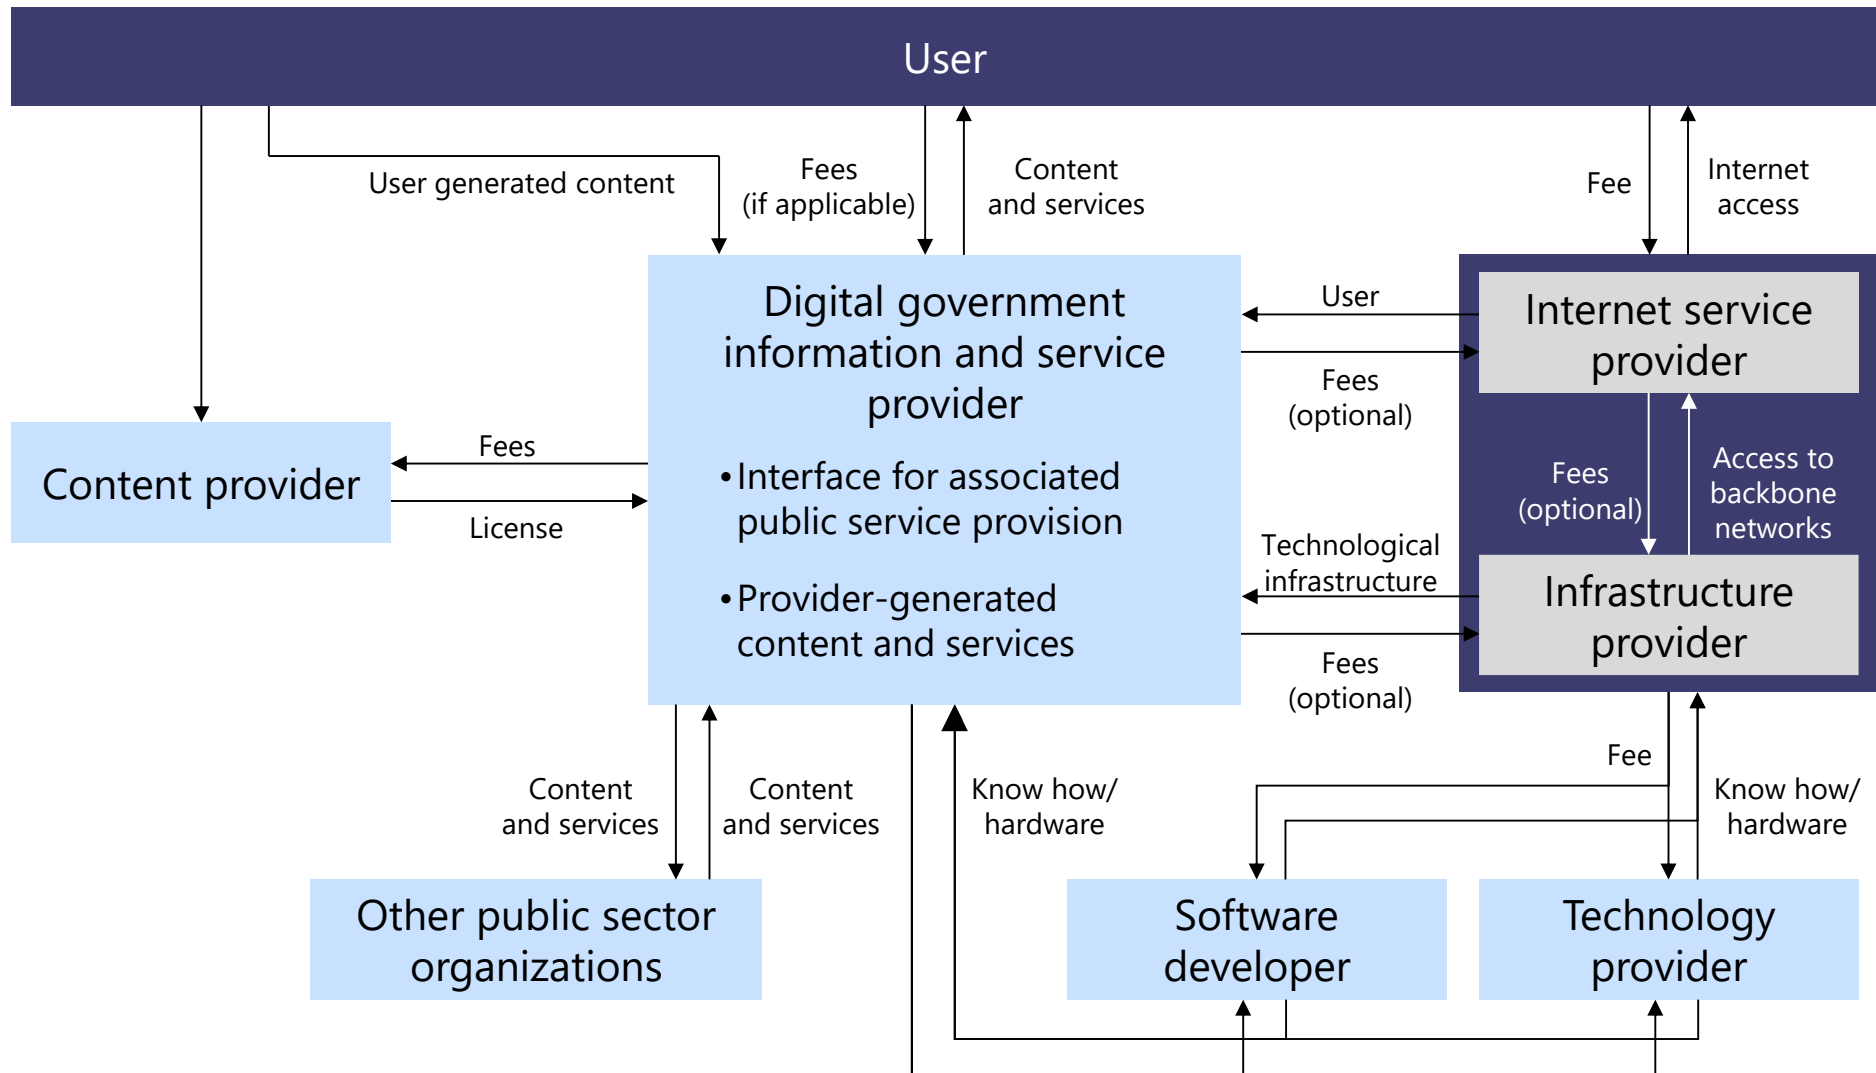 User
User generated content
Fees
(if applicable)
Content
and services
Fee
Internet
access
Digital government
information and service
provider
•Interface for associated
public service provision
•Provider-generated
content and services
User
Fees
(optional)
Internet service
provider
Fees
(optional)
Access to
backbone
networks
Content provider
Fees
License
Technological
infrastructure
Fees
(optional)
Infrastructure
provider
Content
and services
Content
and services
Know how/
hardware
Fee
Know how/
hardware
Other public sector
organizations
Software
developer
Technology
provider